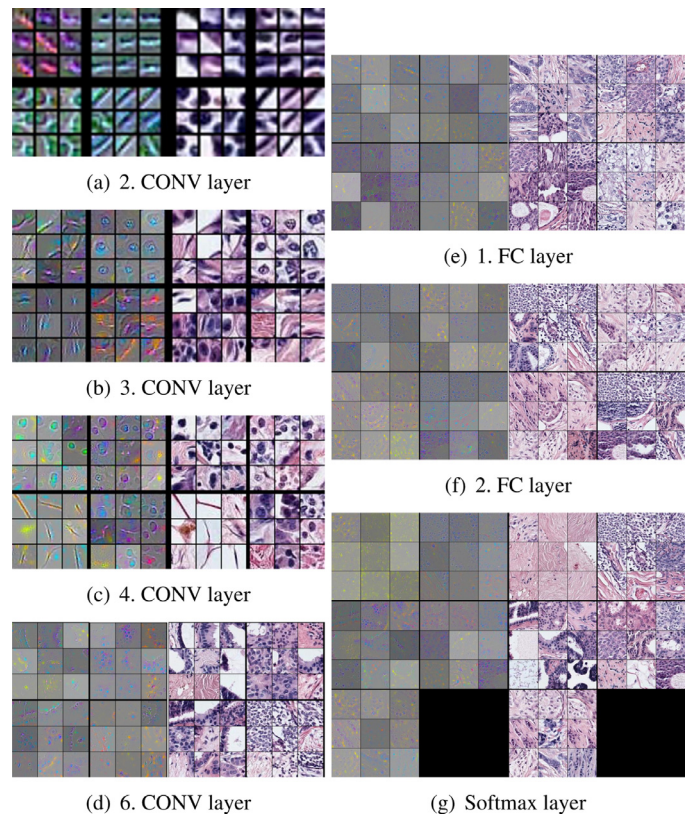 (a) 2. CONV layer
(b) 3. CONV layer
(c) 4. CONV layer
(d) 6. CONV layer
(e) 1. FC layer
(f) 2. FC layer
(g) Softmax layer